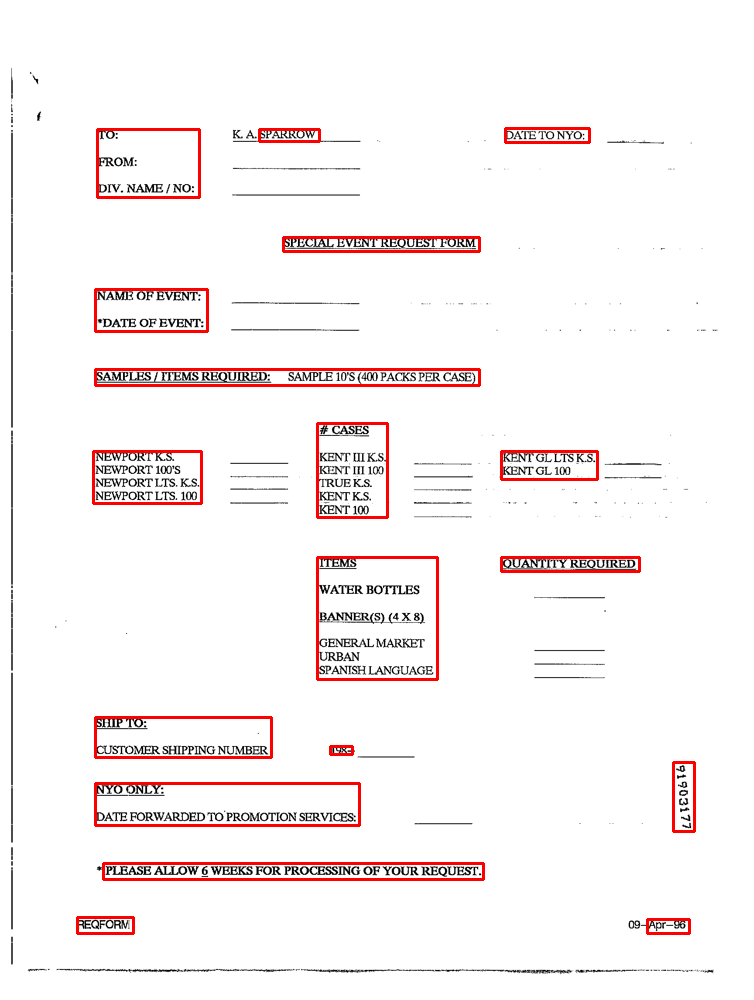 TO: K. A. SPARROW DATE TO NYO:
FROM:
DIV. NAME / NO:
SPECIAL EVENT REQUEST FORM
NAME OF EVENT:
*DATE OF EVENT:
SAMPLES / ITEMS REQUIRED: SAMPLE 10'S (400 PACKS PER CASE)
# CASES
NEWPORT K.S. KENT III K.S. KENT GL LTS K.S.
NEWPORT 100'S KENT III 100 KENT GL 100
NEWPORT LTS. K.S. TRUE K.S.
NEWPORT LTS. 100 KENT K.S.
KENT 100
ITEMS QUANTITY REQUIRED
WATER BOTTLES
BANNER(S) (4 X 8)
GENERAL MARKET
URBAN
SPANISH LANGUAGE
SHIP TO:
CUSTOMER SHIPPING NUMBER 1983-
NYO ONLY:
DATE FORWARDED TO PROMOTION SERVICES:
91903177
* PLEASE ALLOW 6 WEEKS FOR PROCESSING OF YOUR REQUEST.
REQFORM 09-Apr-96